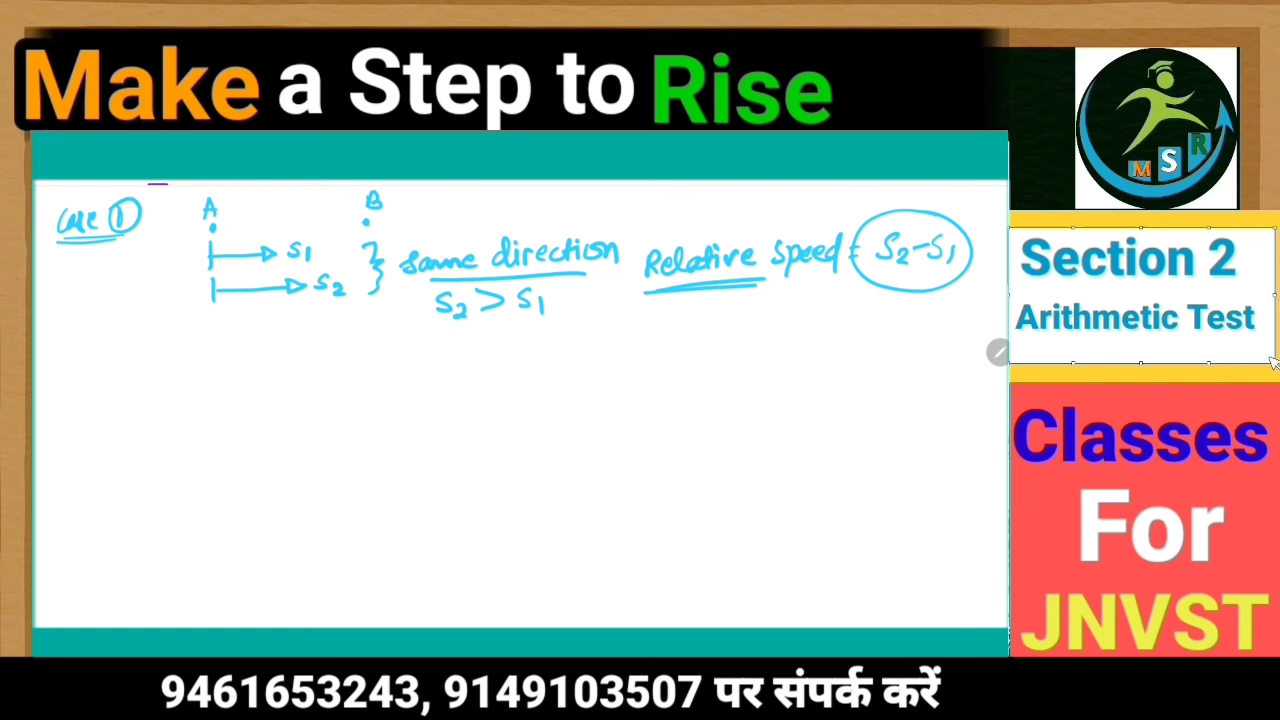 Make a Step to Rise
M S R
Case ①
A
B
S1
S2
Same direction
S2 > S1
Relative speed = S2-S1
Section 2
Arithmetic Test
Classes
For
JNVST
9461653243, 9149103507 पर संपर्क करें